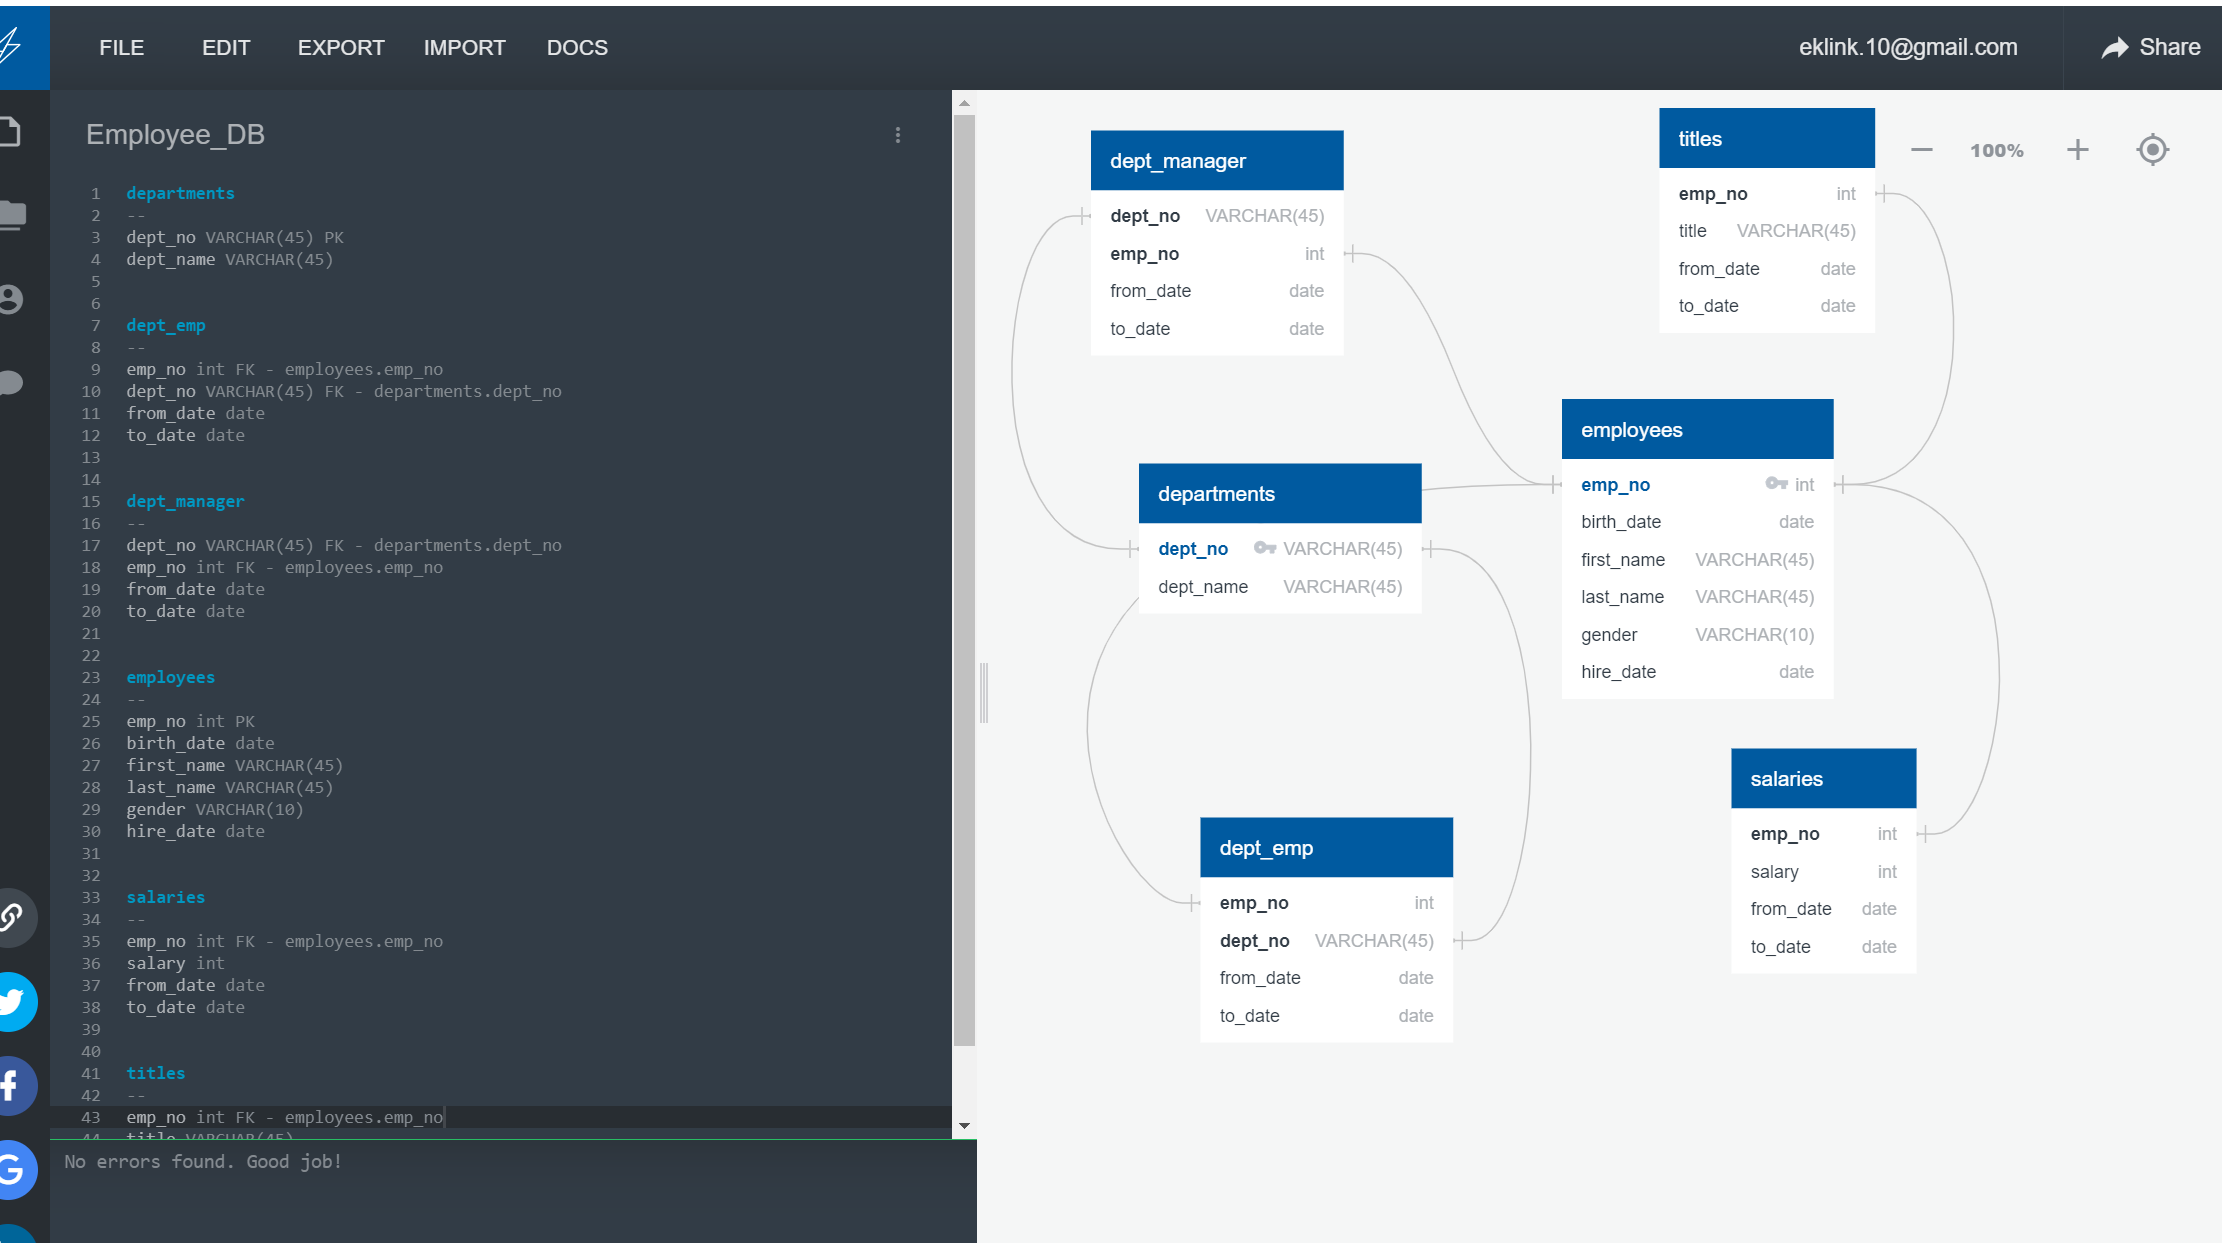 FILE EDIT EXPORT IMPORT DOCS eklink.10@gmail.com Share
Employee_DB
1 departments
2 --
3 dept_no VARCHAR(45) PK
4 dept_name VARCHAR(45)
5
6
7 dept_emp
8 --
9 emp_no int FK - employees.emp_no
10 dept_no VARCHAR(45) FK - departments.dept_no
11 from_date date
12 to_date date
13
14
15 dept_manager
16 --
17 dept_no VARCHAR(45) FK - departments.dept_no
18 emp_no int FK - employees.emp_no
19 from_date date
20 to_date date
21
22
23 employees
24 --
25 emp_no int PK
26 birth_date date
27 first_name VARCHAR(45)
28 last_name VARCHAR(45)
29 gender VARCHAR(10)
30 hire_date date
31
32
33 salaries
34 --
35 emp_no int FK - employees.emp_no
36 salary int
37 from_date date
38 to_date date
39
40
41 titles
42 --
43 emp_no int FK - employees.emp_no
44 title VARCHAR(45)
No errors found. Good job!
dept_manager
dept_no VARCHAR(45)
emp_no int
from_date date
to_date date
titles
emp_no int
title VARCHAR(45)
from_date date
to_date date
100%
departments
dept_no VARCHAR(45)
dept_name VARCHAR(45)
employees
emp_no int
birth_date date
first_name VARCHAR(45)
last_name VARCHAR(45)
gender VARCHAR(10)
hire_date date
dept_emp
emp_no int
dept_no VARCHAR(45)
from_date date
to_date date
salaries
emp_no int
salary int
from_date date
to_date date